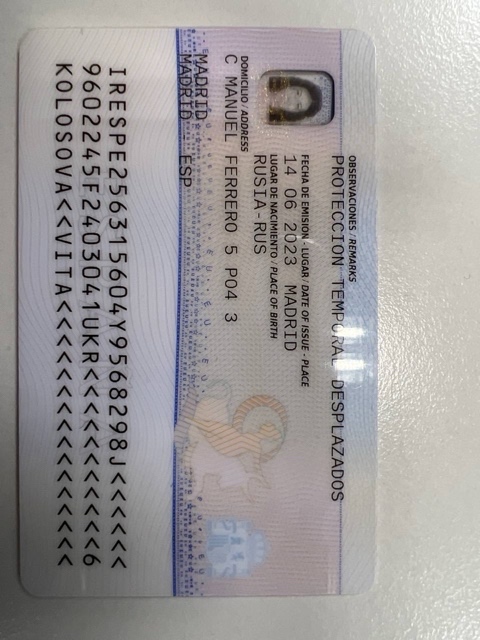 OBSERVACIONES / REMARKS
PROTECCION TEMPORAL DESPLAZADOS
FECHA DE EMISION - LUGAR / DATE OF ISSUE - PLACE
14 06 2023 MADRID
LUGAR DE NACIMIENTO / PLACE OF BIRTH
RUSIA-RUS
DOMICILIO / ADDRESS
C MANUEL FERRERO 5 P04 3
MADRID
MADRID ESP
IRESPE256315604Y9568298J<<<<<<
9602245F2403041UKR<<<<<<<<<<<6
KOLOSOVA<<VITA<<<<<<<<<<<<<<<<